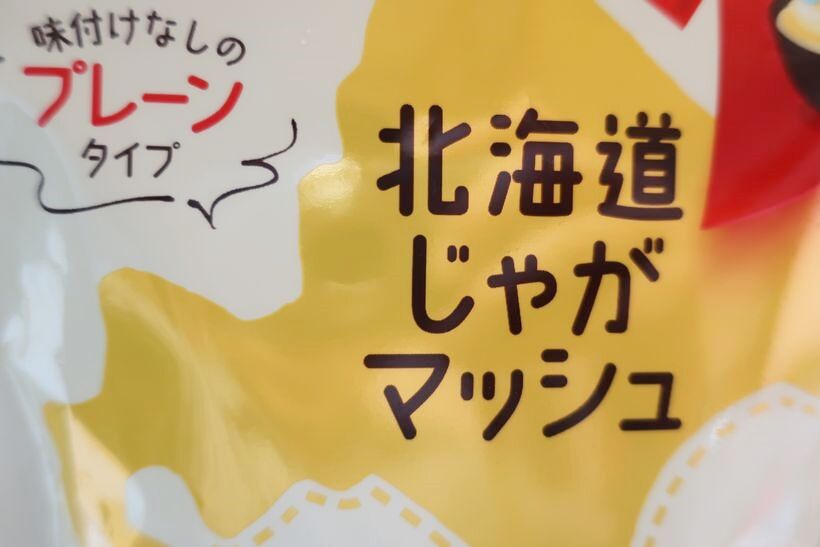 味付けなしの
プレーン
タイプ
北海道
じゃが
マッシュ